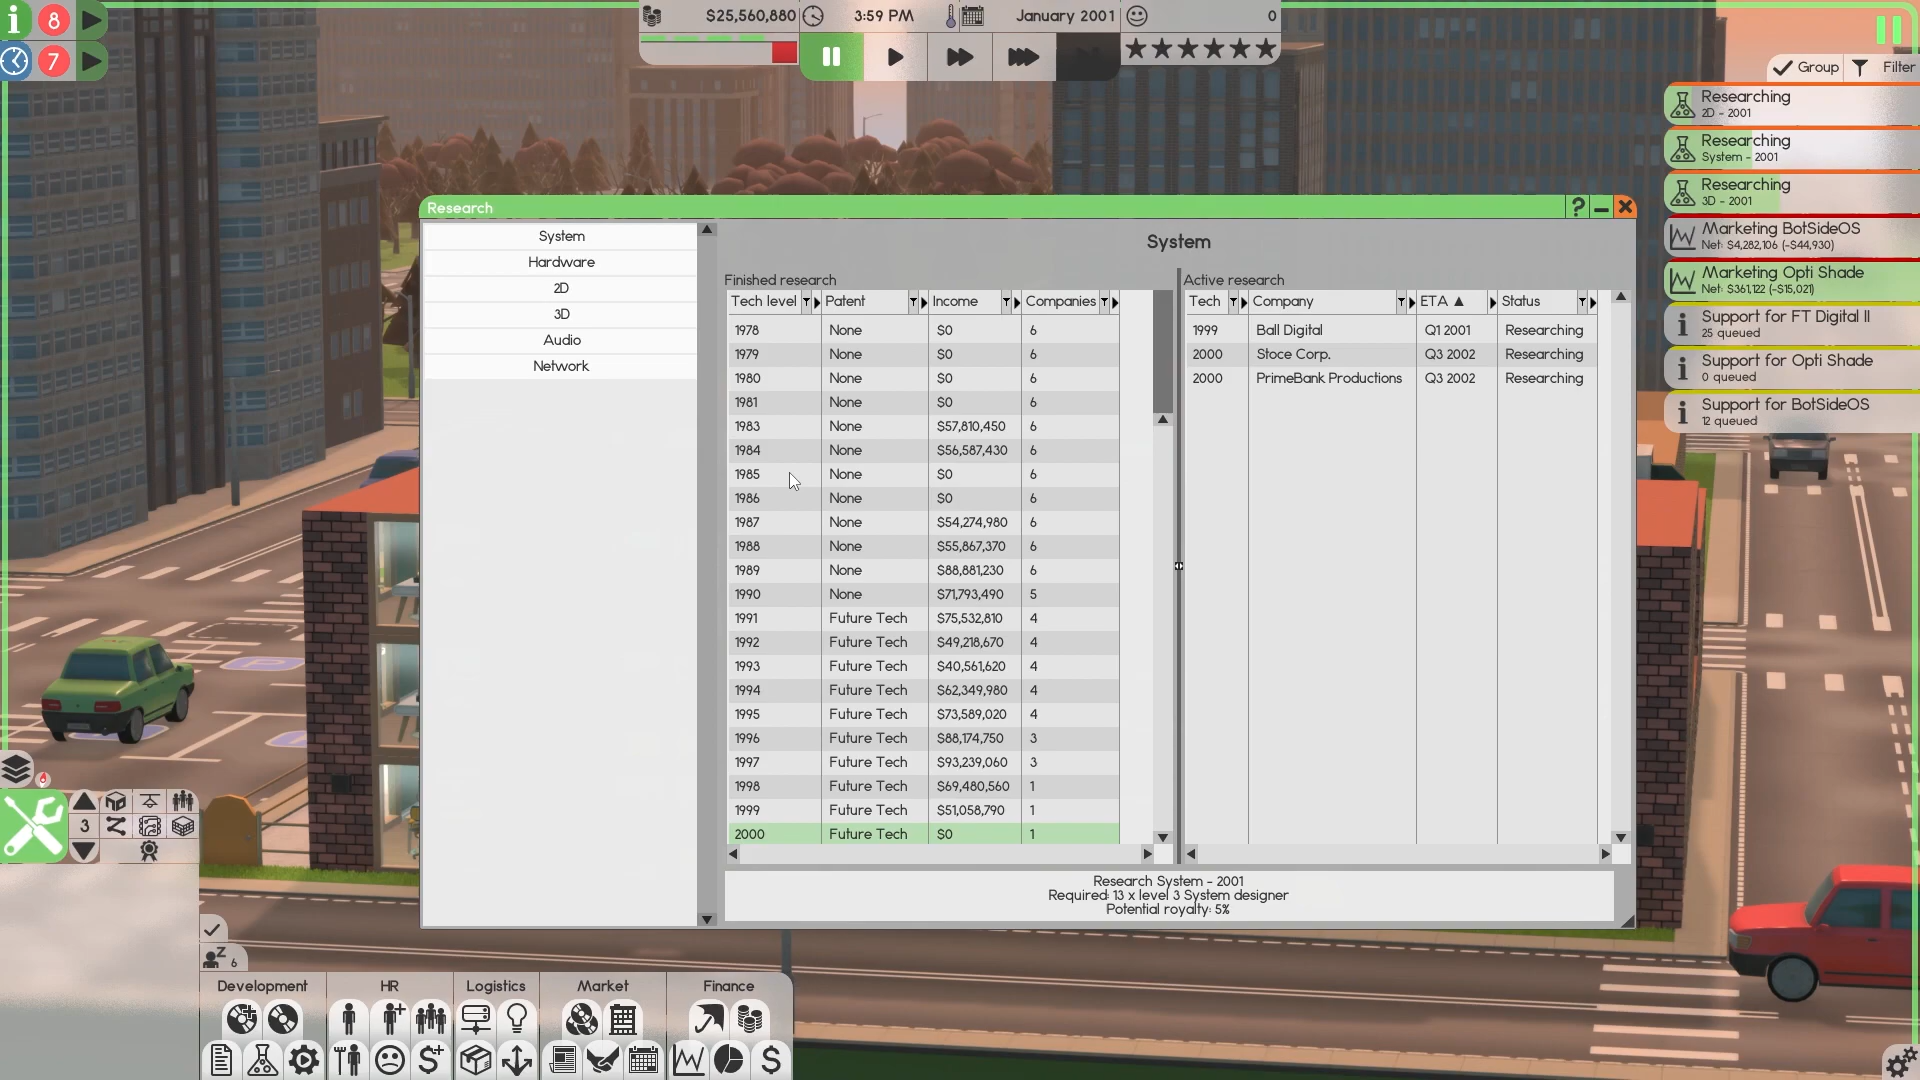 8
7
$25,560,880
3:59 PM
January 2001
0
Group
Filter
Researching
2D - 2001
Researching
System - 2001
Researching
3D - 2001
Marketing BotSideOS
Net: $4,282,106 (-$44,930)
Marketing Opti Shade
Net: $361,122 (-$15,021)
Support for FT Digital II
25 queued
Support for Opti Shade
0 queued
Support for BotSideOS
12 queued
Research
?
System
Hardware
2D
3D
Audio
Network
System
Finished research
Tech level Patent Income Companies
1978 None $0 6
1979 None $0 6
1980 None $0 6
1981 None $0 6
1983 None $57,810,450 6
1984 None $56,587,430 6
1985 None $0 6
1986 None $0 6
1987 None $54,274,980 6
1988 None $55,867,370 6
1989 None $88,881,230 6
1990 None $71,793,490 5
1991 Future Tech $75,532,810 4
1992 Future Tech $49,218,670 4
1993 Future Tech $40,561,620 4
1994 Future Tech $62,349,980 4
1995 Future Tech $73,589,020 4
1996 Future Tech $88,174,750 3
1997 Future Tech $93,239,060 3
1998 Future Tech $69,480,560 1
1999 Future Tech $51,058,790 1
2000 Future Tech $0 1
Active research
Tech Company ETA Status
1999 Ball Digital Q1 2001 Researching
2000 Stoce Corp. Q3 2002 Researching
2000 PrimeBank Productions Q3 2002 Researching
Research System - 2001
Required: 13 x level 3 System designer
Potential royalty: 5%
3
6
Development
HR
Logistics
Market
Finance